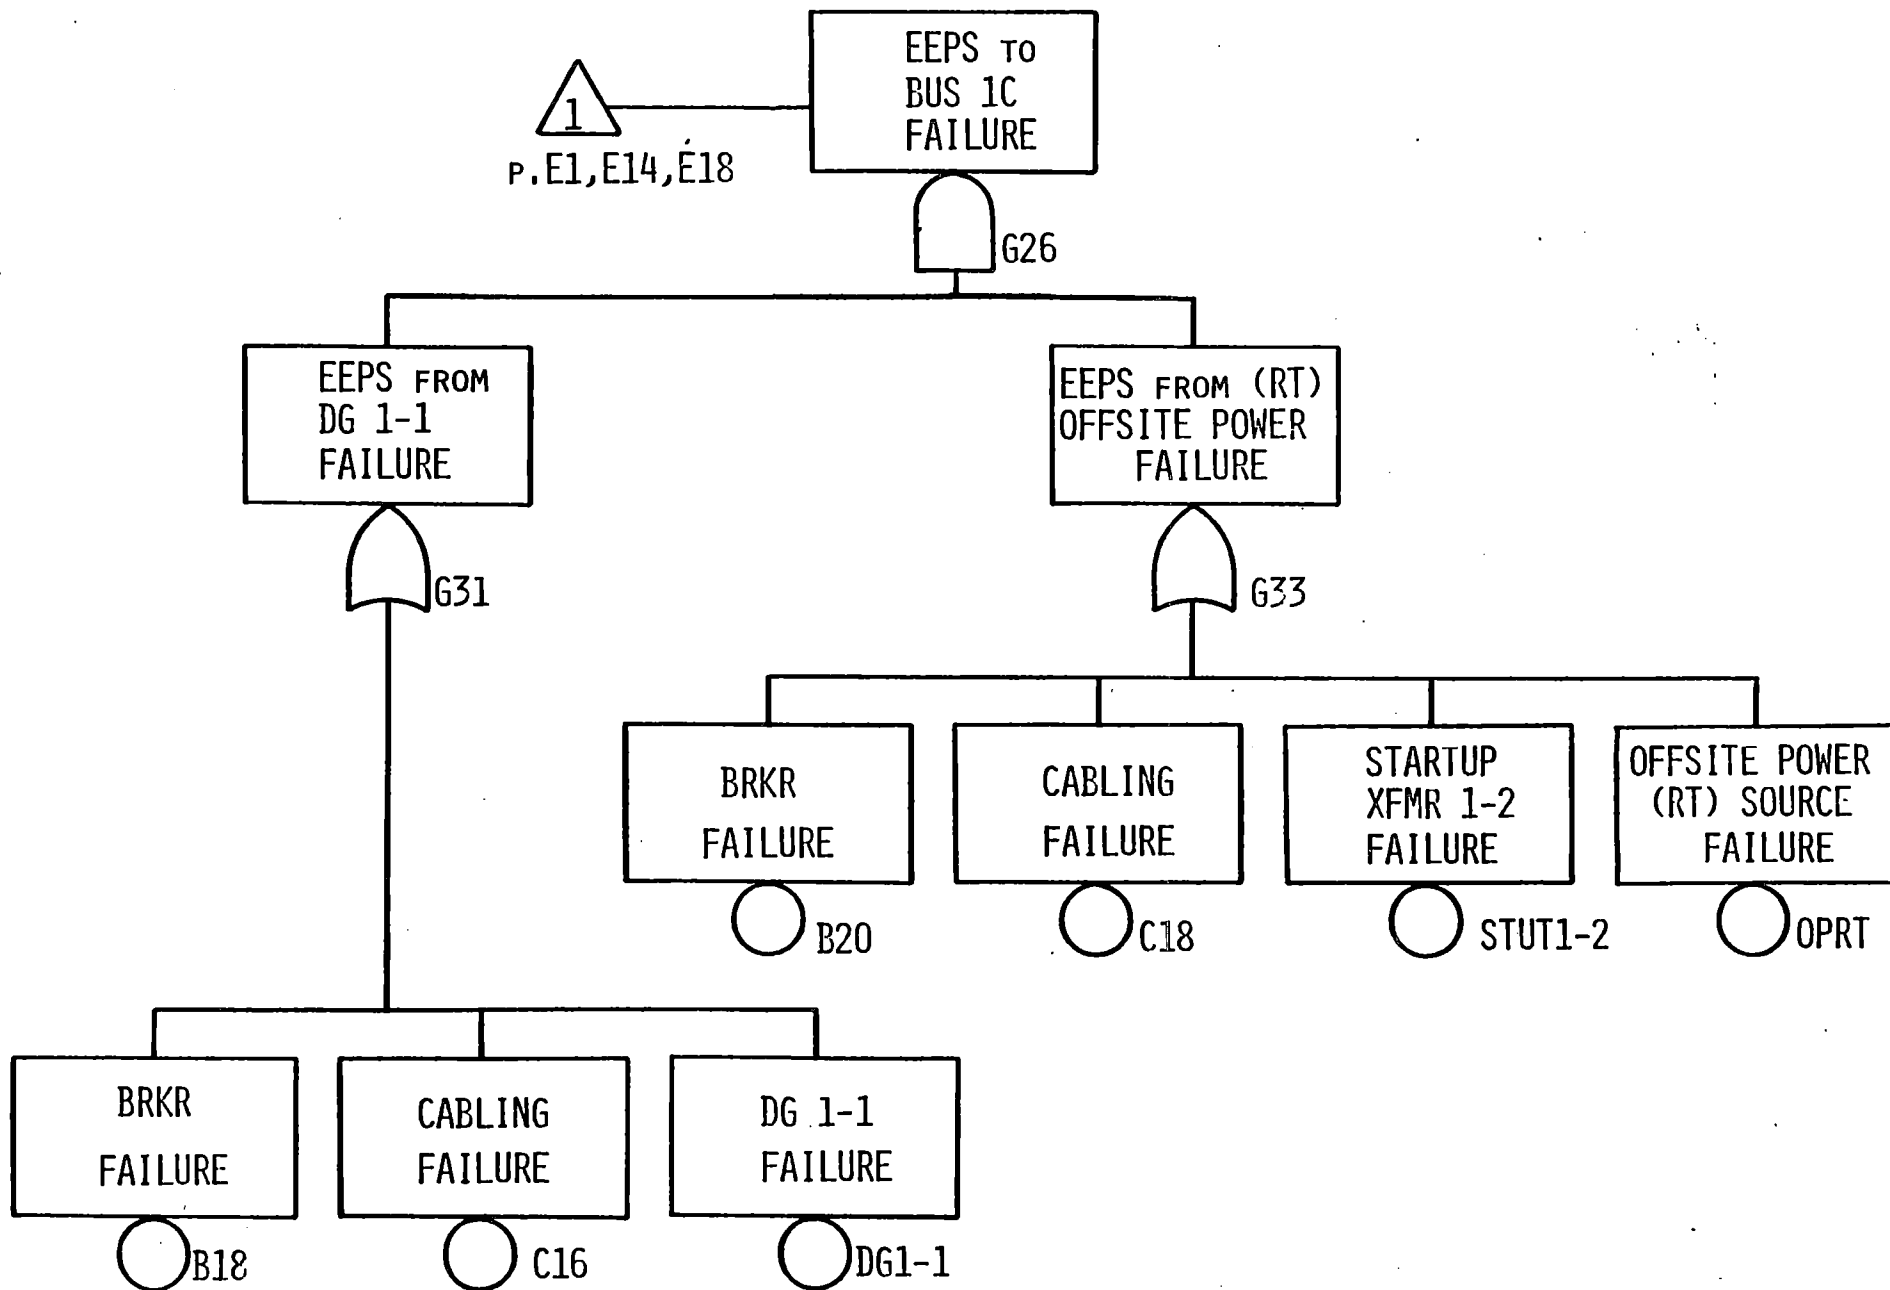 EEPS TO
BUS 1C
FAILURE
1
P.E1,E14,E18
G26
EEPS FROM
DG 1-1
FAILURE
EEPS FROM (RT)
OFFSITE POWER
FAILURE
G31
G33
BRKR
FAILURE
CABLING
FAILURE
STARTUP
XFMR 1-2
FAILURE
OFFSITE POWER
(RT) SOURCE
FAILURE
B20
C18
STUT1-2
OPRT
BRKR
FAILURE
CABLING
FAILURE
DG 1-1
FAILURE
B18
C16
DG1-1